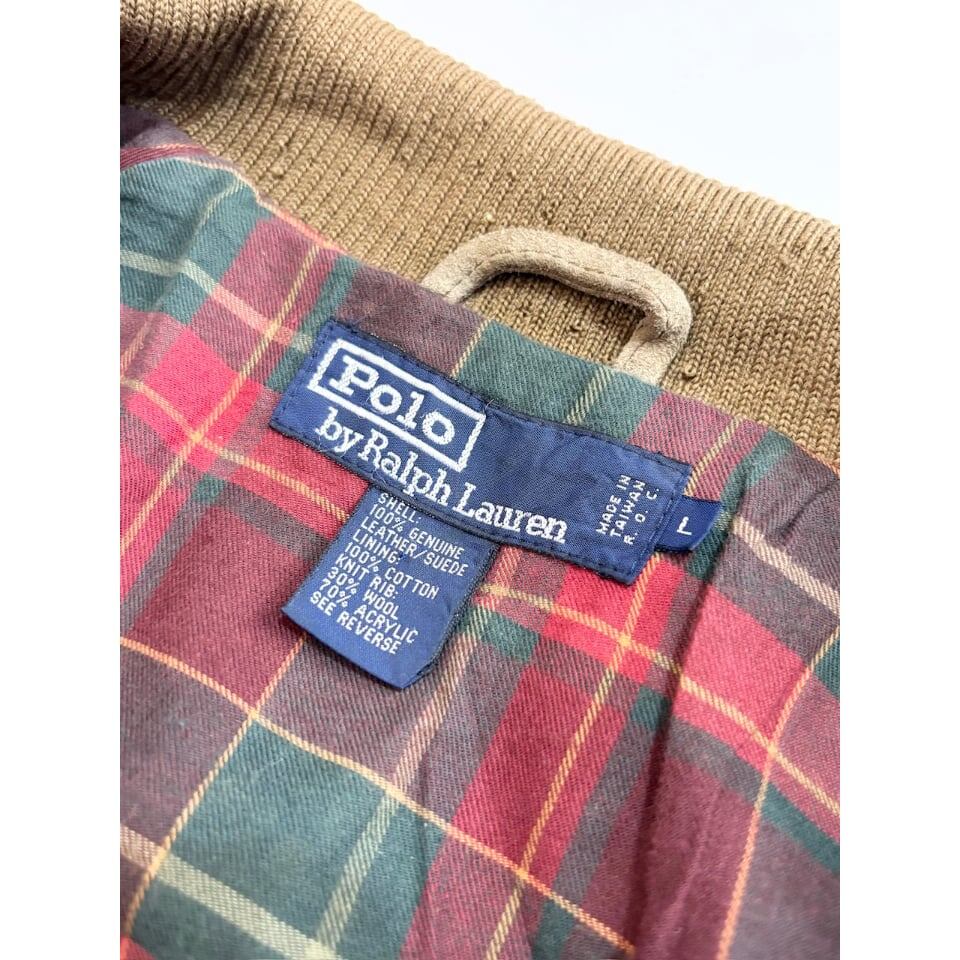 Polo
by Ralph Lauren
MADE IN
TAIWAN
R. O. C.
L
SHELL:
100% GENUINE
LEATHER/SUEDE
LINING:
100% COTTON
KNIT RIB:
30% WOOL
70% ACRYLIC
SEE REVERSE